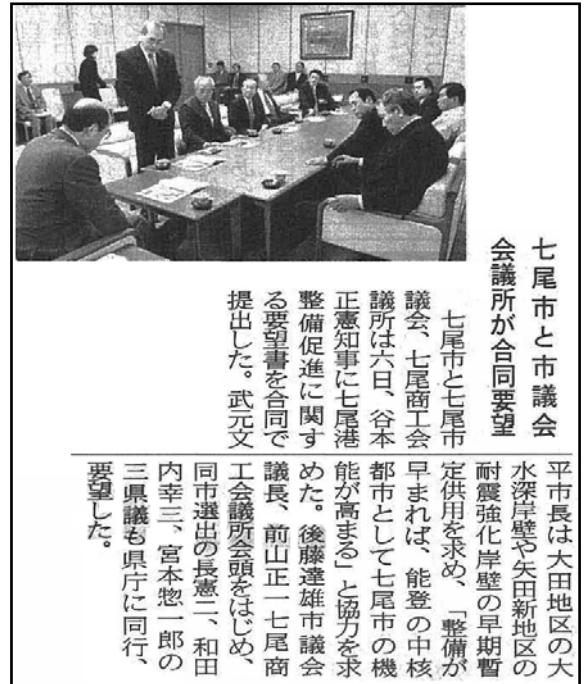 七尾市と市議会
会議所が合同要望
七尾市と七尾市
議会、七尾商工会
議所は六日、谷本
正憲知事に七尾港
整備促進に関す
る要望書を合同で
提出した。武元文
平市長は大田地区の大
水深岸壁や矢田新地区の
耐震強化岸壁の早期暫
定供用を求め、「整備が
早まれば、能登の中核
都市として七尾市の機
能が高まる」と協力を求
めた。後藤達雄市議会
議長、前山正一七尾商
工会議所会頭をはじめ、
同市選出の長憲二、和田
内幸三、宮本惣一郎の
三県議も県庁に同行、
要望した。